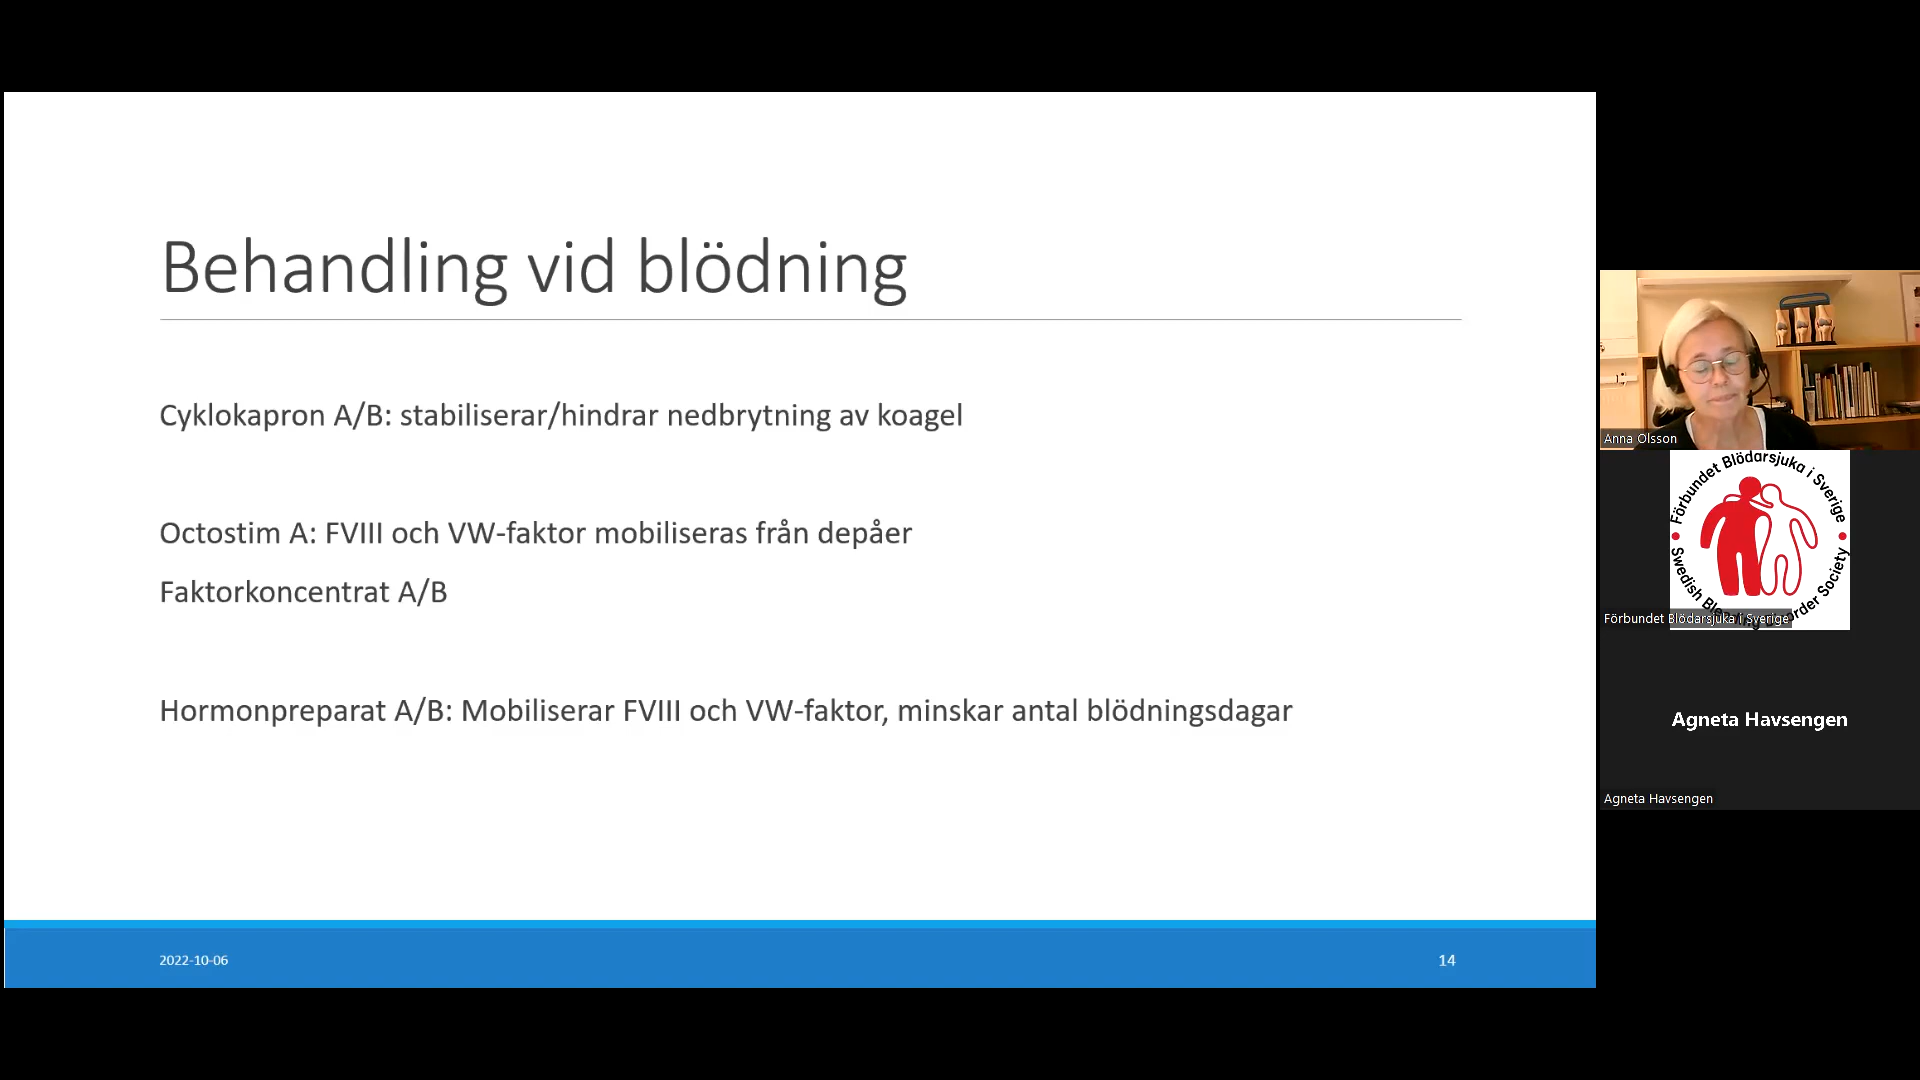 Behandling vid blödning
Cyklokapron A/B: stabiliserar/hindrar nedbrytning av koagel
Octostim A: FVIII och VW-faktor mobiliseras från depåer
Faktorkoncentrat A/B
Hormonpreparat A/B: Mobiliserar FVIII och VW-faktor, minskar antal blödningsdagar
2022-10-06
14
Anna Olsson
Förbundet Blödarsjuka i Sverige
Swedish Bleeding Disorder Society
Förbundet Blödarsjuka i Sverige
Agneta Havsengen
Agneta Havsengen